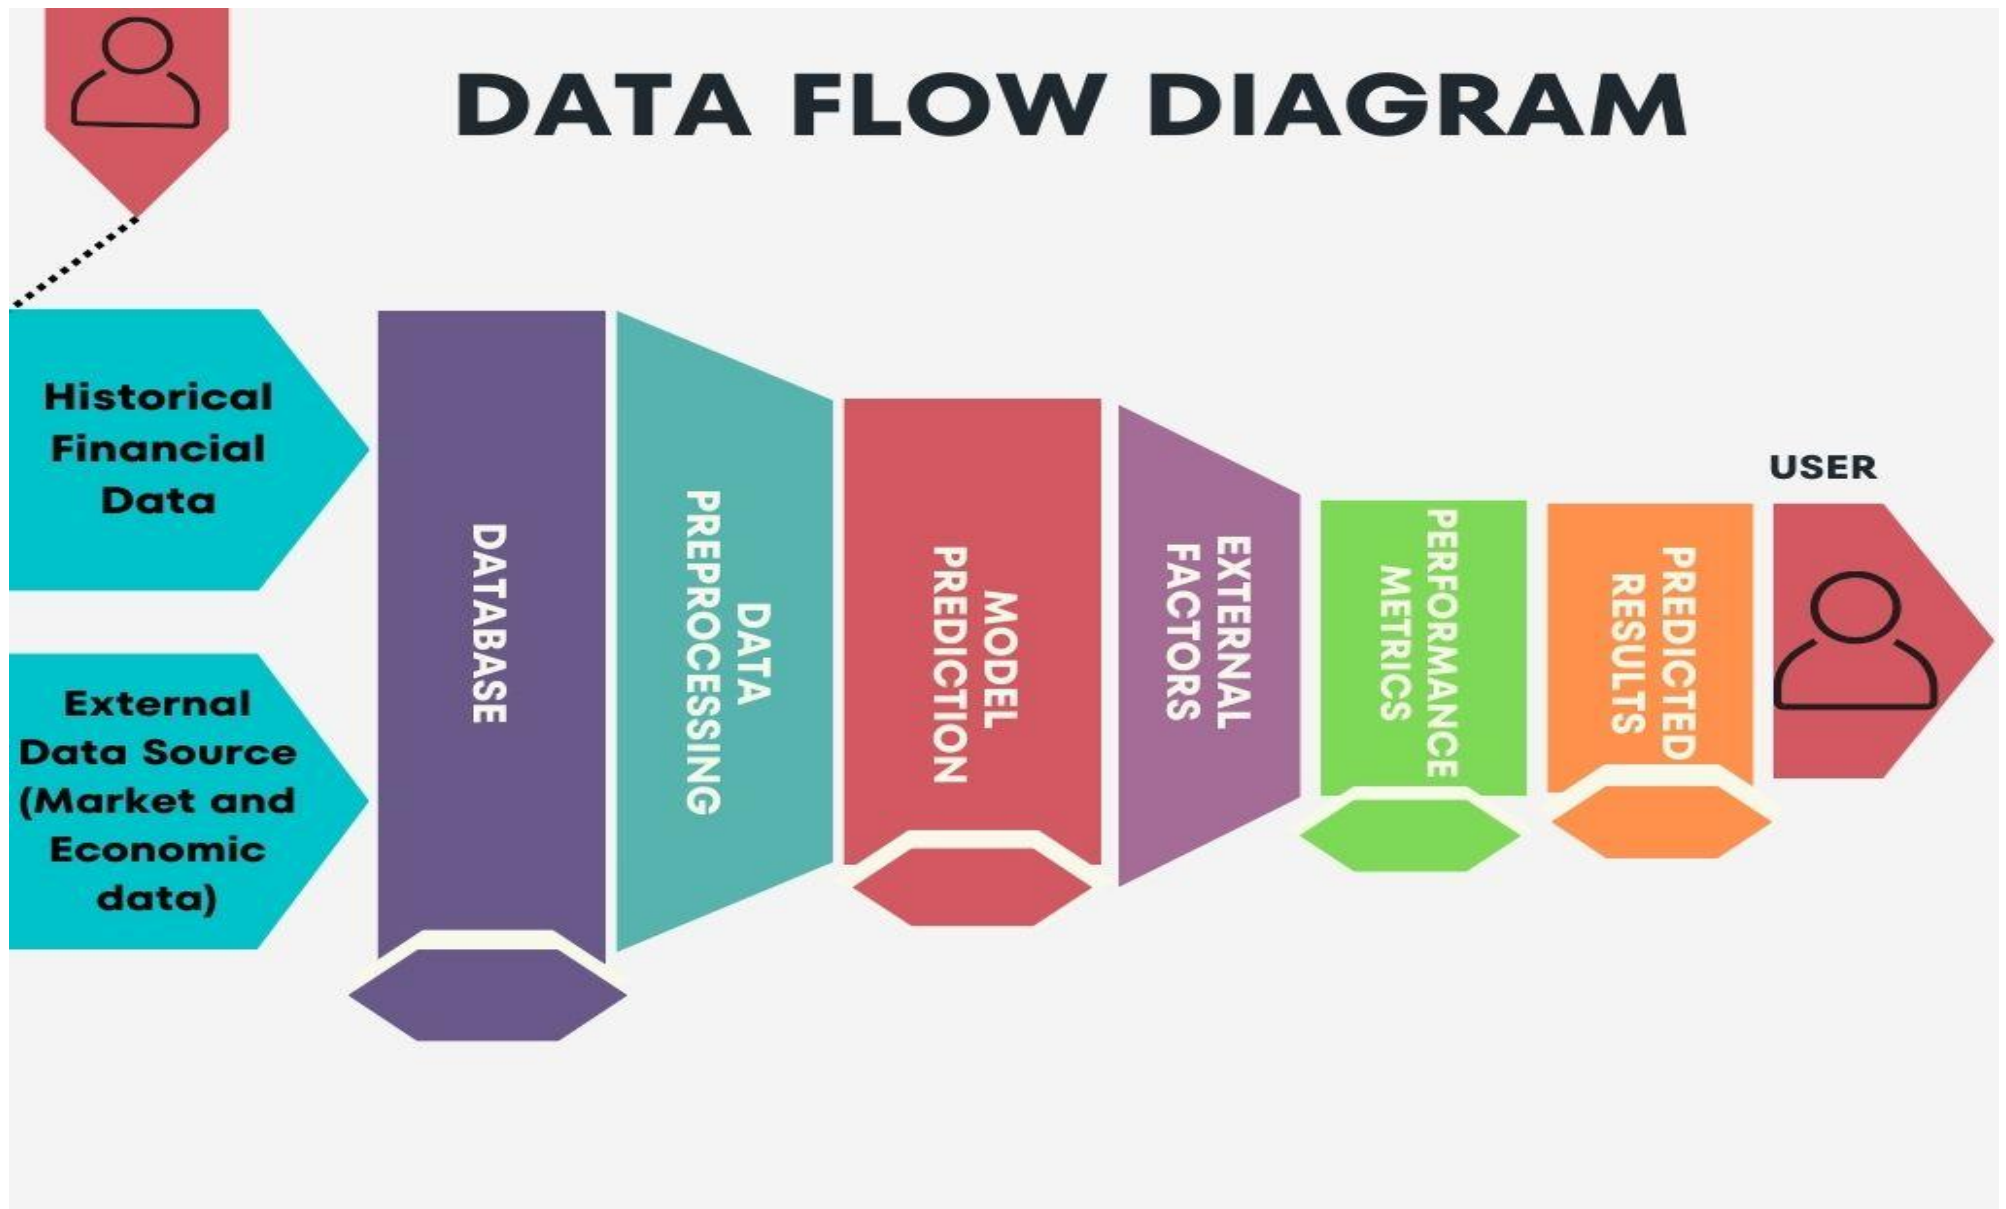 DATA FLOW DIAGRAM
Historical
Financial
Data
External
Data Source
(Market and
Economic
data)
DATABASE
DATA
PREPROCESSING
MODEL
PREDICTION
EXTERNAL
FACTORS
PERFORMANCE
METRICS
PREDICTED
RESULTS
USER